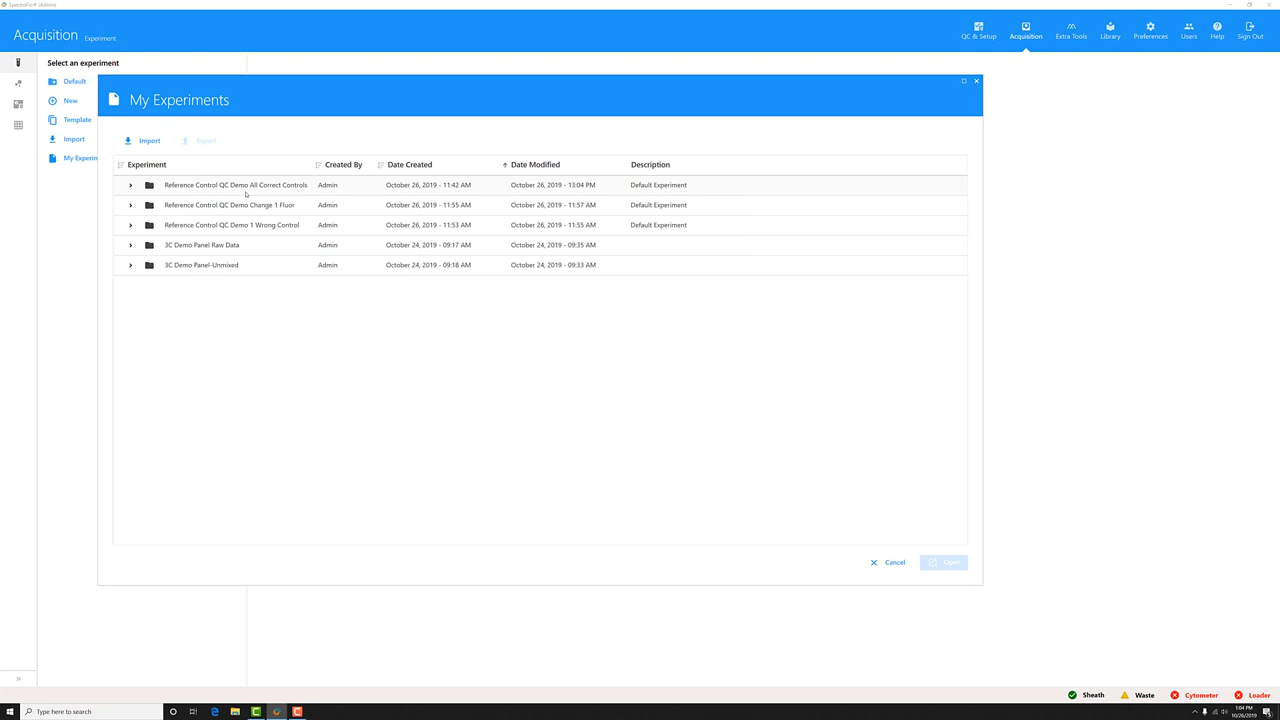 SpectroFlo® (Admin)
Acquisition Experiment
QC & Setup Acquisition Extra Tools Library Preferences Users Help Sign Out
Select an experiment
Default
New
Template
Import
My Experim
My Experiments
Import Export
Experiment Created By Date Created Date Modified Description
Reference Control QC Demo All Correct Controls Admin October 26, 2019 - 11:42 AM October 26, 2019 - 13:04 PM Default Experiment
Reference Control QC Demo Change 1 Fluor Admin October 26, 2019 - 11:55 AM October 26, 2019 - 11:57 AM Default Experiment
Reference Control QC Demo 1 Wrong Control Admin October 26, 2019 - 11:53 AM October 26, 2019 - 11:55 AM Default Experiment
3C Demo Panel Raw Data Admin October 24, 2019 - 09:17 AM October 24, 2019 - 09:35 AM
3C Demo Panel-Unmixed Admin October 24, 2019 - 09:18 AM October 24, 2019 - 09:33 AM
Cancel Open
Sheath Waste Cytometer Loader
Type here to search
1:04 PM
10/26/2019